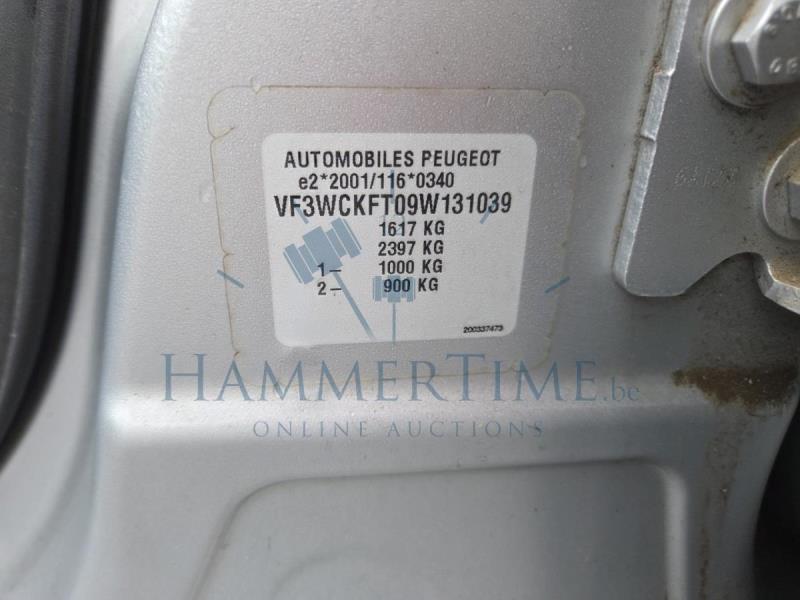 AUTOMOBILES PEUGEOT
e2*2001/116*0340
VF3WCKFT09W131039
1617 KG
2397 KG
1– 1000 KG
2– 900 KG
200337473
HAMMERTIME.be
ONLINE AUCTIONS